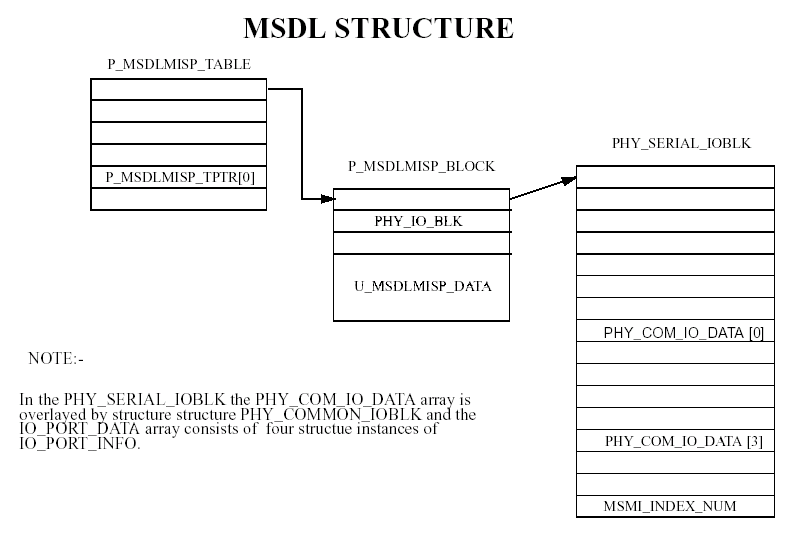 MSDL STRUCTURE
P_MSDLMISP_TABLE
P_MSDLMISP_TPTR[0]
P_MSDLMISP_BLOCK
PHY_IO_BLK
U_MSDLMISP_DATA
PHY_SERIAL_IOBLK
PHY_COM_IO_DATA [0]
PHY_COM_IO_DATA [3]
MSMI_INDEX_NUM
NOTE:-
In the PHY_SERIAL_IOBLK the PHY_COM_IO_DATA array is
overlayed by structure structure PHY_COMMON_IOBLK and the
IO_PORT_DATA array consists of four structue instances of
IO_PORT_INFO.